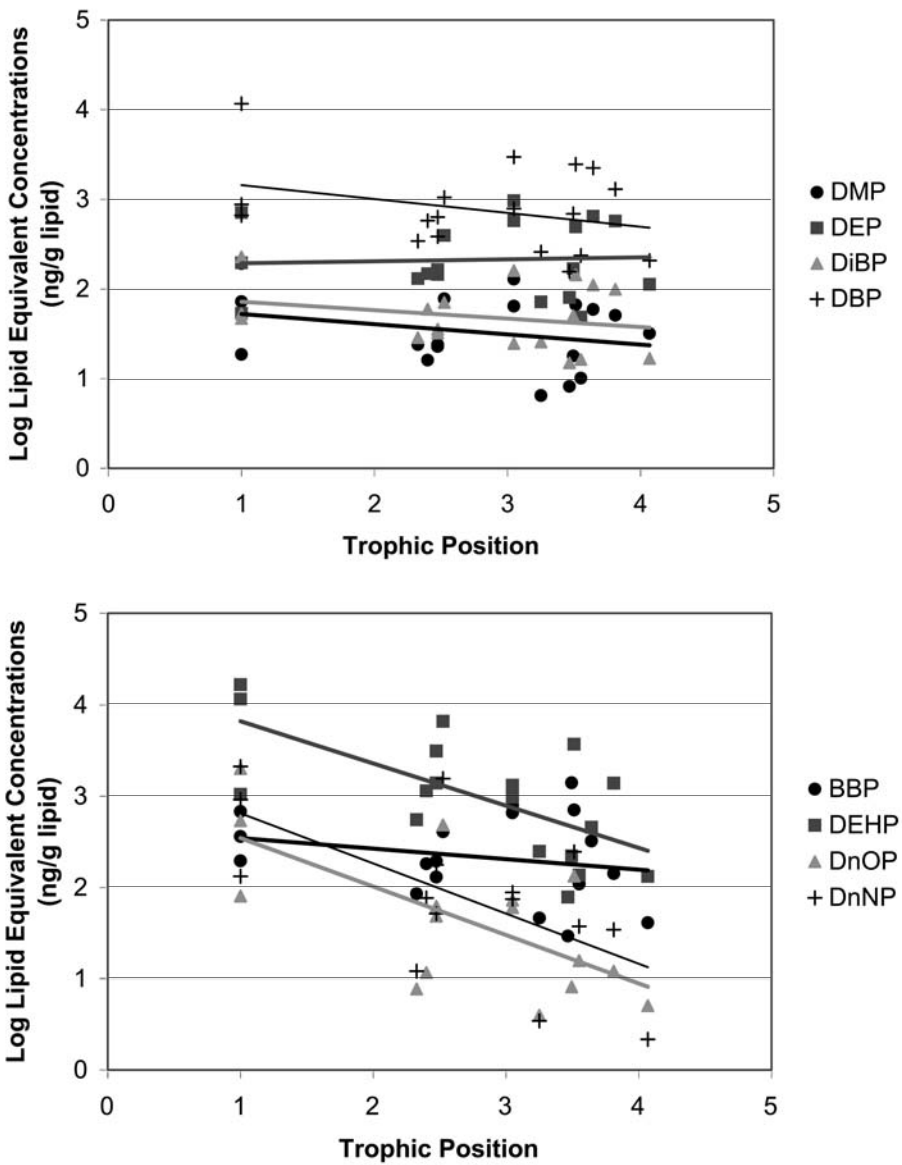 Log Lipid Equivalent Concentrations
(ng/g lipid)
5
4
3
2
1
0
0 1 2 3 4 5
Trophic Position
DMP
DEP
DiBP
DBP
Log Lipid Equivalent Concentrations
(ng/g lipid)
5
4
3
2
1
0
0 1 2 3 4 5
Trophic Position
BBP
DEHP
DnOP
DnNP